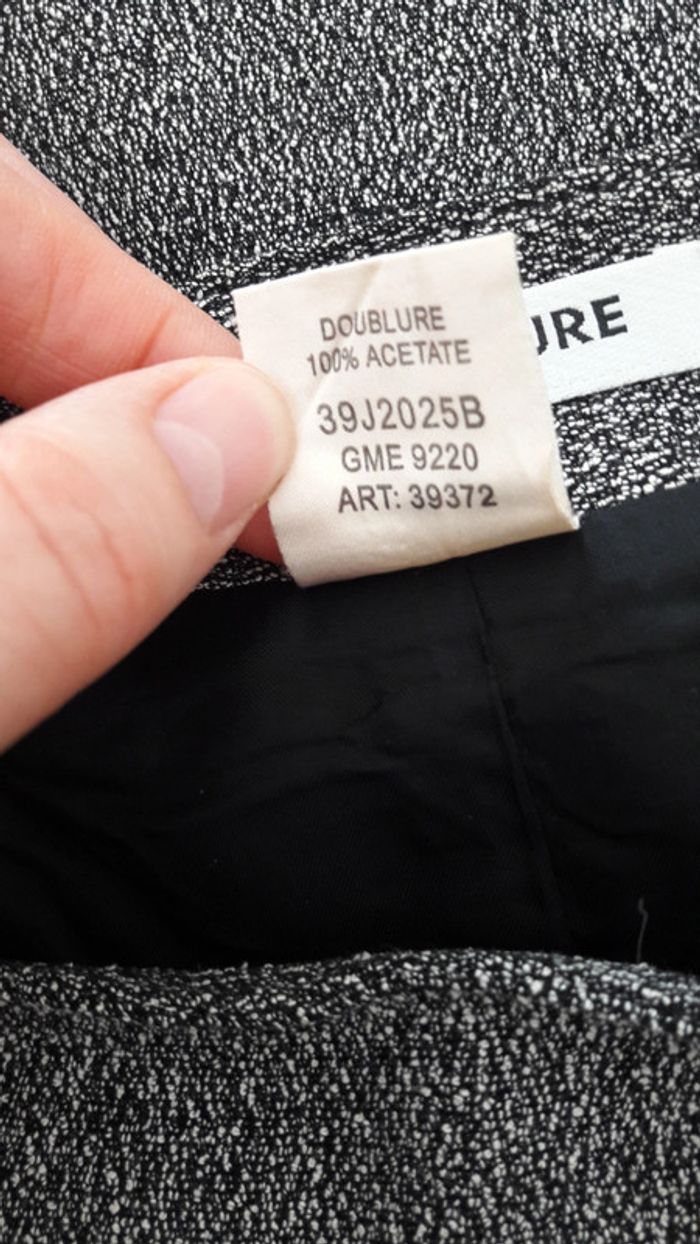 DOUBLURE
100% ACETATE
39J2025B
GME 9220
ART: 39372
URE